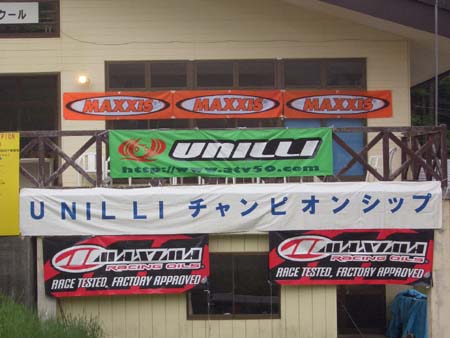 クール
MAXXIS MAXXIS MAXXIS
UNILLI
http://www.atv50.com
UNILLI チャンピオンシップ
MAXIMA
RACING OILS
RACE TESTED, FACTORY APPROVED
MAXIMA
RACING OILS
RACE TESTED, FACTORY APPROVED